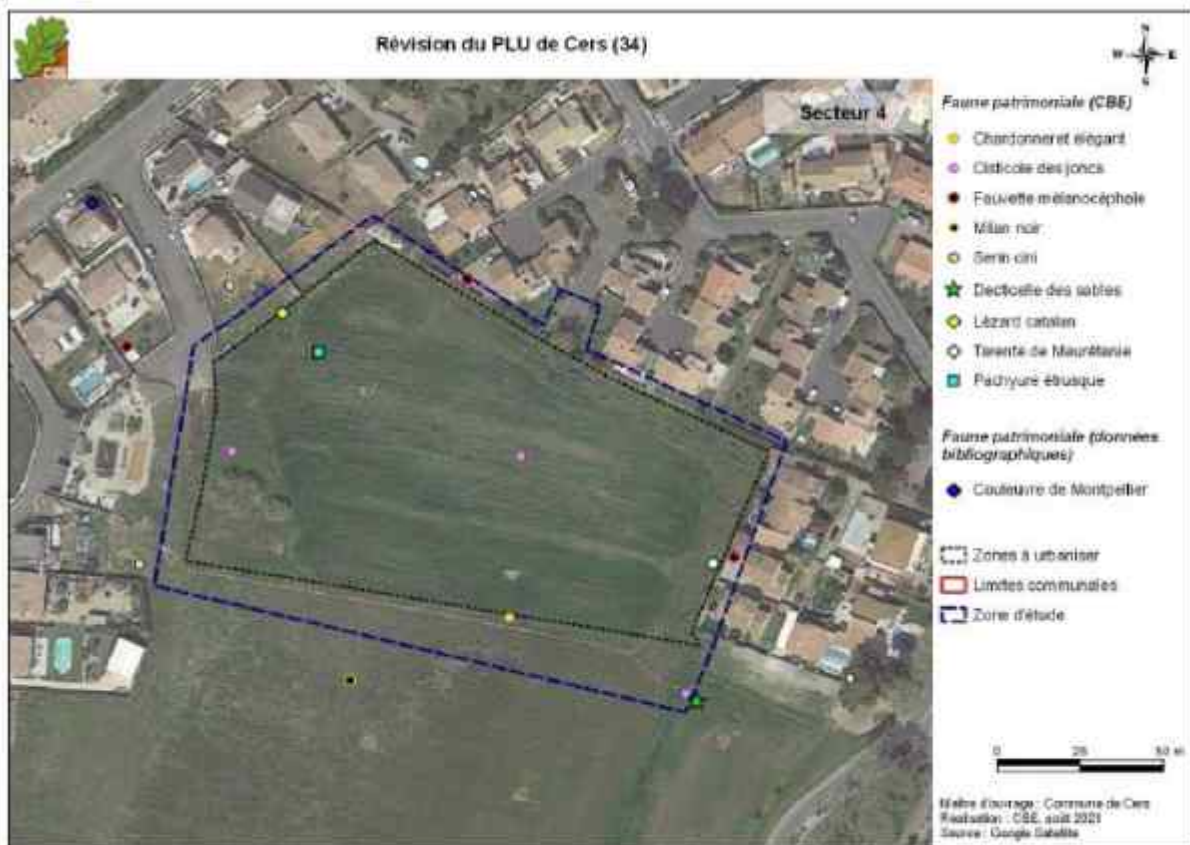 CBE
Révision du PLU de Cers (34)
N
W E
S
Secteur 4
Faune patrimoniale (CBE)
Chardonneret élégant
Cisticole des joncs
Fauvette mélanocéphale
Milan noir
Serin cini
Decticelle des sables
Lézard catalan
Tarente de Maurétanie
Pachyure étrusque
Faune patrimoniale (données
bibliographiques)
Couleuvre de Montpellier
Zones à urbaniser
Limites communales
Zone d'étude
0 25 50 m
Maître d'ouvrage : Commune de Cers
Réalisation : CBE, août 2021
Source : Google Satellite